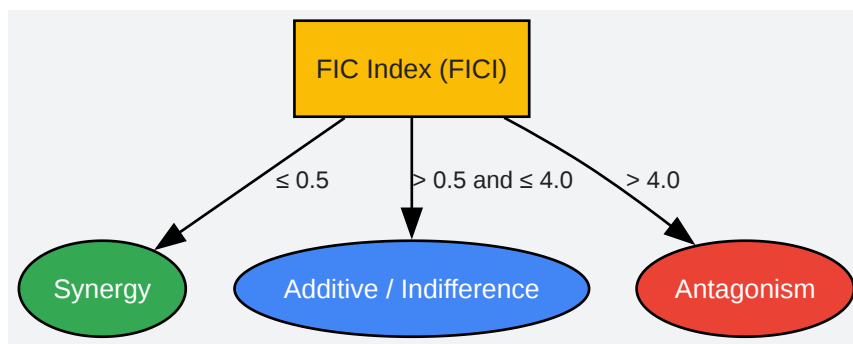 FIC Index (FICI)
≤ 0.5
> 0.5 and ≤ 4.0
> 4.0
Synergy
Additive / Indifference
Antagonism